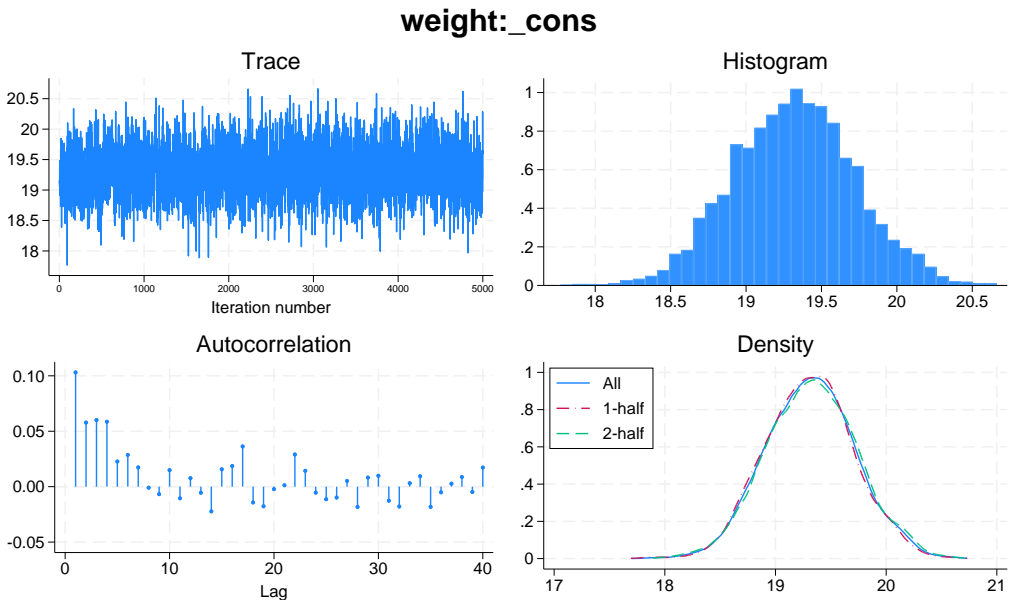 weight:_cons
Trace
20.5
20
19.5
19
18.5
18
0 1000 2000 3000 4000 5000
Iteration number
Histogram
1
.8
.6
.4
.2
0
18 18.5 19 19.5 20 20.5
Autocorrelation
0.10
0.05
0.00
-0.05
0 10 20 30 40
Lag
Density
All
1-half
2-half
1
.8
.6
.4
.2
0
17 18 19 20 21